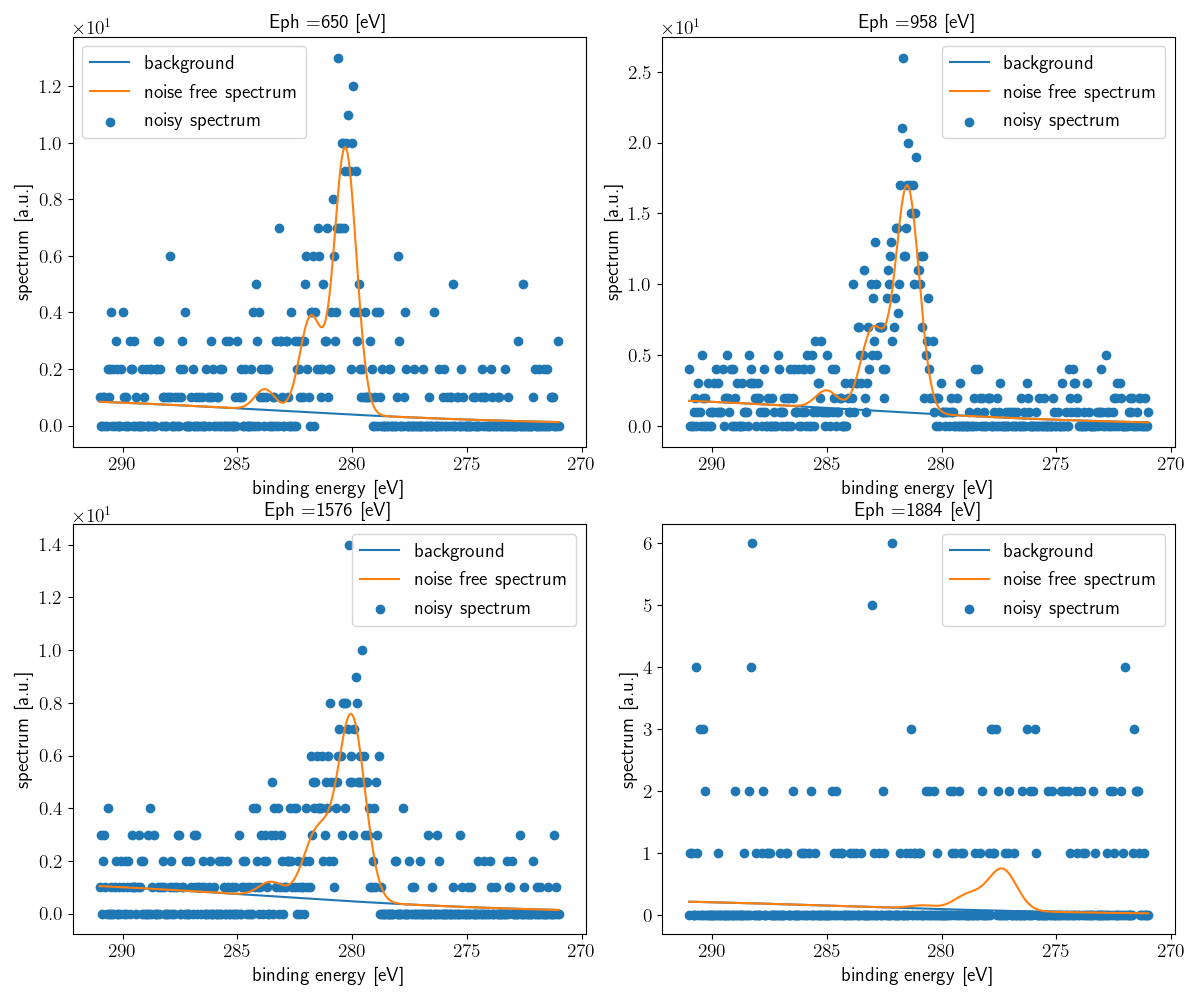 Eph =650 [eV]
×10¹
background
noise free spectrum
noisy spectrum
1.2
1.0
0.8
0.6
0.4
0.2
0.0
spectrum [a.u.]
290 285 280 275 270
binding energy [eV]
Eph =958 [eV]
×10¹
background
noise free spectrum
noisy spectrum
2.5
2.0
1.5
1.0
0.5
0.0
spectrum [a.u.]
290 285 280 275 270
binding energy [eV]
Eph =1576 [eV]
×10¹
background
noise free spectrum
noisy spectrum
1.4
1.2
1.0
0.8
0.6
0.4
0.2
0.0
spectrum [a.u.]
290 285 280 275 270
binding energy [eV]
Eph =1884 [eV]
background
noise free spectrum
noisy spectrum
6
5
4
3
2
1
0
spectrum [a.u.]
290 285 280 275 270
binding energy [eV]